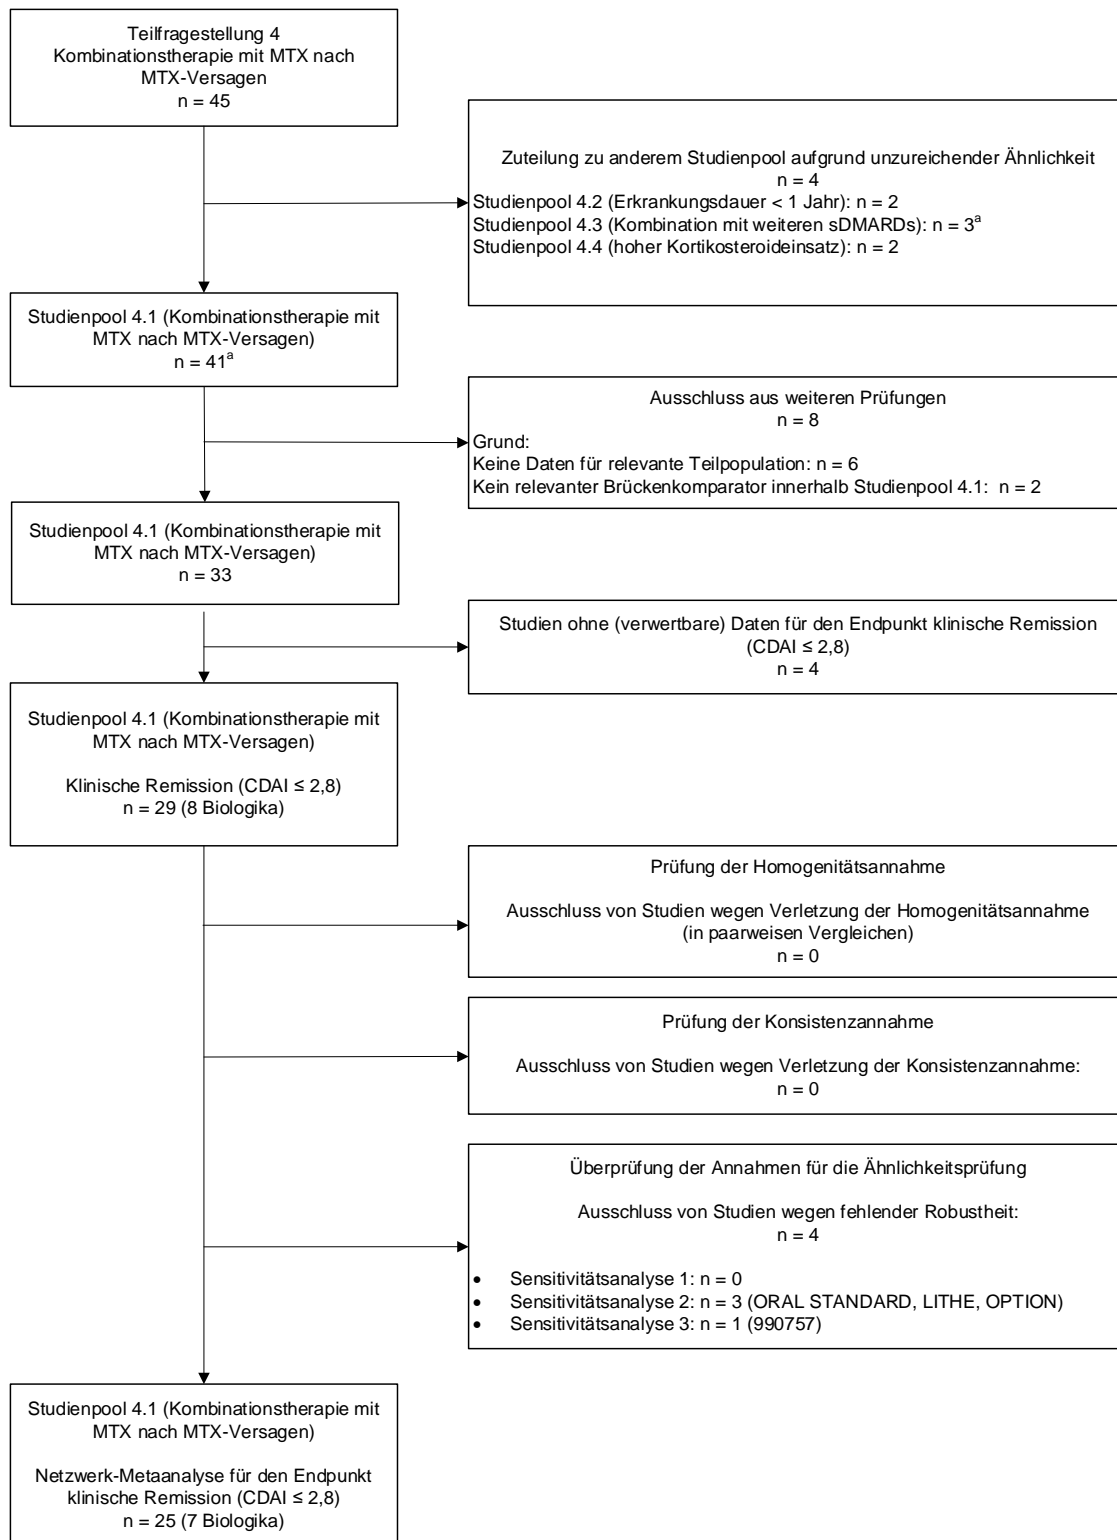 Teilfragestellung 4
Kombinationstherapie mit MTX nach
MTX-Versagen
n = 45
Zuteilung zu anderem Studienpool aufgrund unzureichender Ähnlichkeit
n = 4
Studienpool 4.2 (Erkrankungsdauer < 1 Jahr): n = 2
Studienpool 4.3 (Kombination mit weiteren sDMARDs): n = 3a
Studienpool 4.4 (hoher Kortikosteroideinsatz): n = 2
Studienpool 4.1 (Kombinationstherapie mit
MTX nach MTX-Versagen)
n = 41a
Ausschluss aus weiteren Prüfungen
n = 8
Grund:
Keine Daten für relevante Teilpopulation: n = 6
Kein relevanter Brückenkomparator innerhalb Studienpool 4.1: n = 2
Studienpool 4.1 (Kombinationstherapie mit
MTX nach MTX-Versagen)
n = 33
Studien ohne (verwertbare) Daten für den Endpunkt klinische Remission
(CDAI ≤ 2,8)
n = 4
Studienpool 4.1 (Kombinationstherapie mit
MTX nach MTX-Versagen)
Klinische Remission (CDAI ≤ 2,8)
n = 29 (8 Biologika)
Prüfung der Homogenitätsannahme
Ausschluss von Studien wegen Verletzung der Homogenitätsannahme
(in paarweisen Vergleichen)
n = 0
Prüfung der Konsistenzannahme
Ausschluss von Studien wegen Verletzung der Konsistenzannahme:
n = 0
Überprüfung der Annahmen für die Ähnlichkeitsprüfung
Ausschluss von Studien wegen fehlender Robustheit:
n = 4
• Sensitivitätsanalyse 1: n = 0
• Sensitivitätsanalyse 2: n = 3 (ORAL STANDARD, LITHE, OPTION)
• Sensitivitätsanalyse 3: n = 1 (990757)
Studienpool 4.1 (Kombinationstherapie mit
MTX nach MTX-Versagen)
Netzwerk-Metaanalyse für den Endpunkt
klinische Remission (CDAI ≤ 2,8)
n = 25 (7 Biologika)